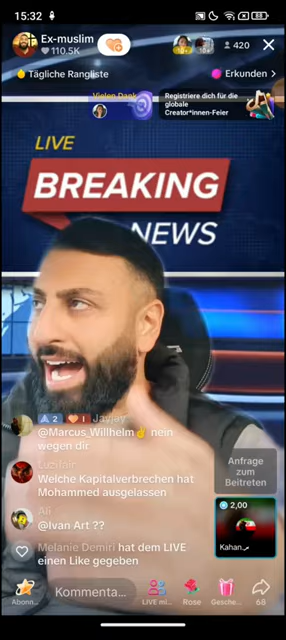 15:32
88
Ex-muslim
110.5K
420
Tägliche Rangliste
Erkunden >
Vielen Dank
Registriere dich für die
globale
Creator*innen-Feier
LIVE
BREAKING
NEWS
2 1 Jayjay
@Marcus_Willhelm✌️ nein
wegen dir
Luzifair
Welche Kapitalverbrechen hat
Mohammed ausgelassen
Ali
@Ivan Art ??
Melanie Demiri hat dem LIVE
einen Like gegeben
Anfrage
zum
Beitreten
2,00
Kahan...
Abonn...
Kommenta...
LIVE mi...
Rose
Gesche...
68